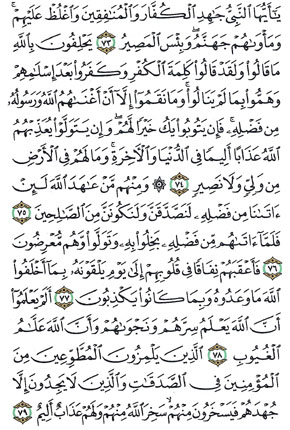 يَٰٓأَيُّهَا ٱلنَّبِىُّ جَٰهِدِ ٱلْكُفَّارَ وَٱلْمُنَٰفِقِينَ وَٱغْلُظْ عَلَيْهِمْ ۚ
وَمَأْوَىٰهُمْ جَهَنَّمُ ۖ وَبِئْسَ ٱلْمَصِيرُ ٧٣ يَحْلِفُونَ بِٱللَّهِ
مَا قَالُوا۟ وَلَقَدْ قَالُوا۟ كَلِمَةَ ٱلْكُفْرِ وَكَفَرُوا۟ بَعْدَ إِسْلَٰمِهِمْ
وَهَمُّوا۟ بِمَا لَمْ يَنَالُوا۟ ۚ وَمَا نَقَمُوٓا۟ إِلَّآ أَنْ أَغْنَىٰهُمُ ٱللَّهُ وَرَسُولُهُۥ
مِن فَضْلِهِۦ ۚ فَإِن يَتُوبُوا۟ يَكُ خَيْرًا لَّهُمْ ۖ وَإِن يَتَوَلَّوْا۟ يُعَذِّبْهُمُ
ٱللَّهُ عَذَابًا أَلِيمًا فِى ٱلدُّنْيَا وَٱلْءَاخِرَةِ ۚ وَمَا لَهُمْ فِى ٱلْأَرْضِ
مِن وَلِىٍّ وَلَا نَصِيرٍ ٧٤ ۞ وَمِنْهُم مَّنْ عَٰهَدَ ٱللَّهَ لَئِنْ
ءَاتَىٰنَا مِن فَضْلِهِۦ لَنَصَّدَّقَنَّ وَلَنَكُونَنَّ مِنَ ٱلصَّٰلِحِينَ ٧٥
فَلَمَّآ ءَاتَىٰهُم مِّن فَضْلِهِۦ بَخِلُوا۟ بِهِۦ وَتَوَلَّوا۟ وَّهُم مُّعْرِضُونَ
٧٦ فَأَعْقَبَهُمْ نِفَاقًا فِى قُلُوبِهِمْ إِلَىٰ يَوْمِ يَلْقَوْنَهُۥ بِمَآ أَخْلَفُوا۟
ٱللَّهَ مَا وَعَدُوهُ وَبِمَا كَانُوا۟ يَكْذِبُونَ ٧٧ أَلَمْ يَعْلَمُوٓا۟
أَنَّ ٱللَّهَ يَعْلَمُ سِرَّهُمْ وَنَجْوَىٰهُمْ وَأَنَّ ٱللَّهَ عَلَّٰمُ
ٱلْغُيُوبِ ٧٨ ٱلَّذِينَ يَلْمِزُونَ ٱلْمُطَّوِّعِينَ مِنَ
ٱلْمُؤْمِنِينَ فِى ٱلصَّدَقَٰتِ وَٱلَّذِينَ لَا يَجِدُونَ إِلَّا
جُهْدَهُمْ فَيَسْخَرُونَ مِنْهُمْ ۙ سَخِرَ ٱللَّهُ مِنْهُمْ وَلَهُمْ عَذَابٌ أَلِيمٌ ٧٩